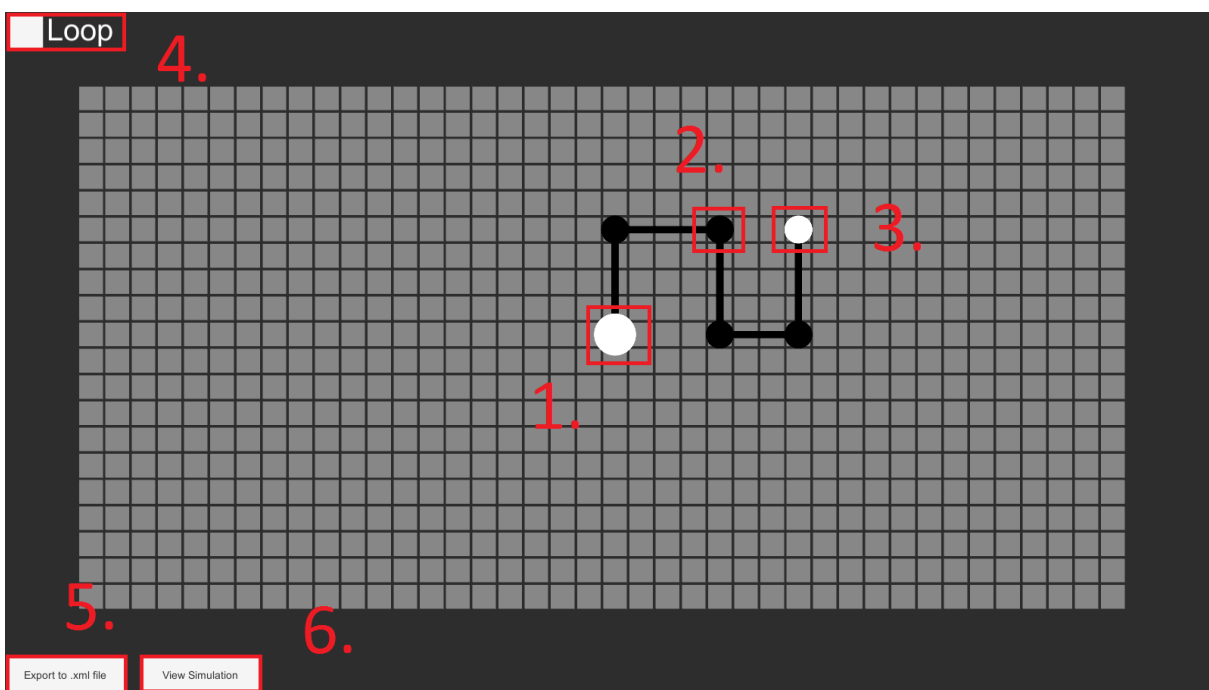 Loop
4.
2.
3.
1.
5.
6.
Export to .xml file
View Simulation